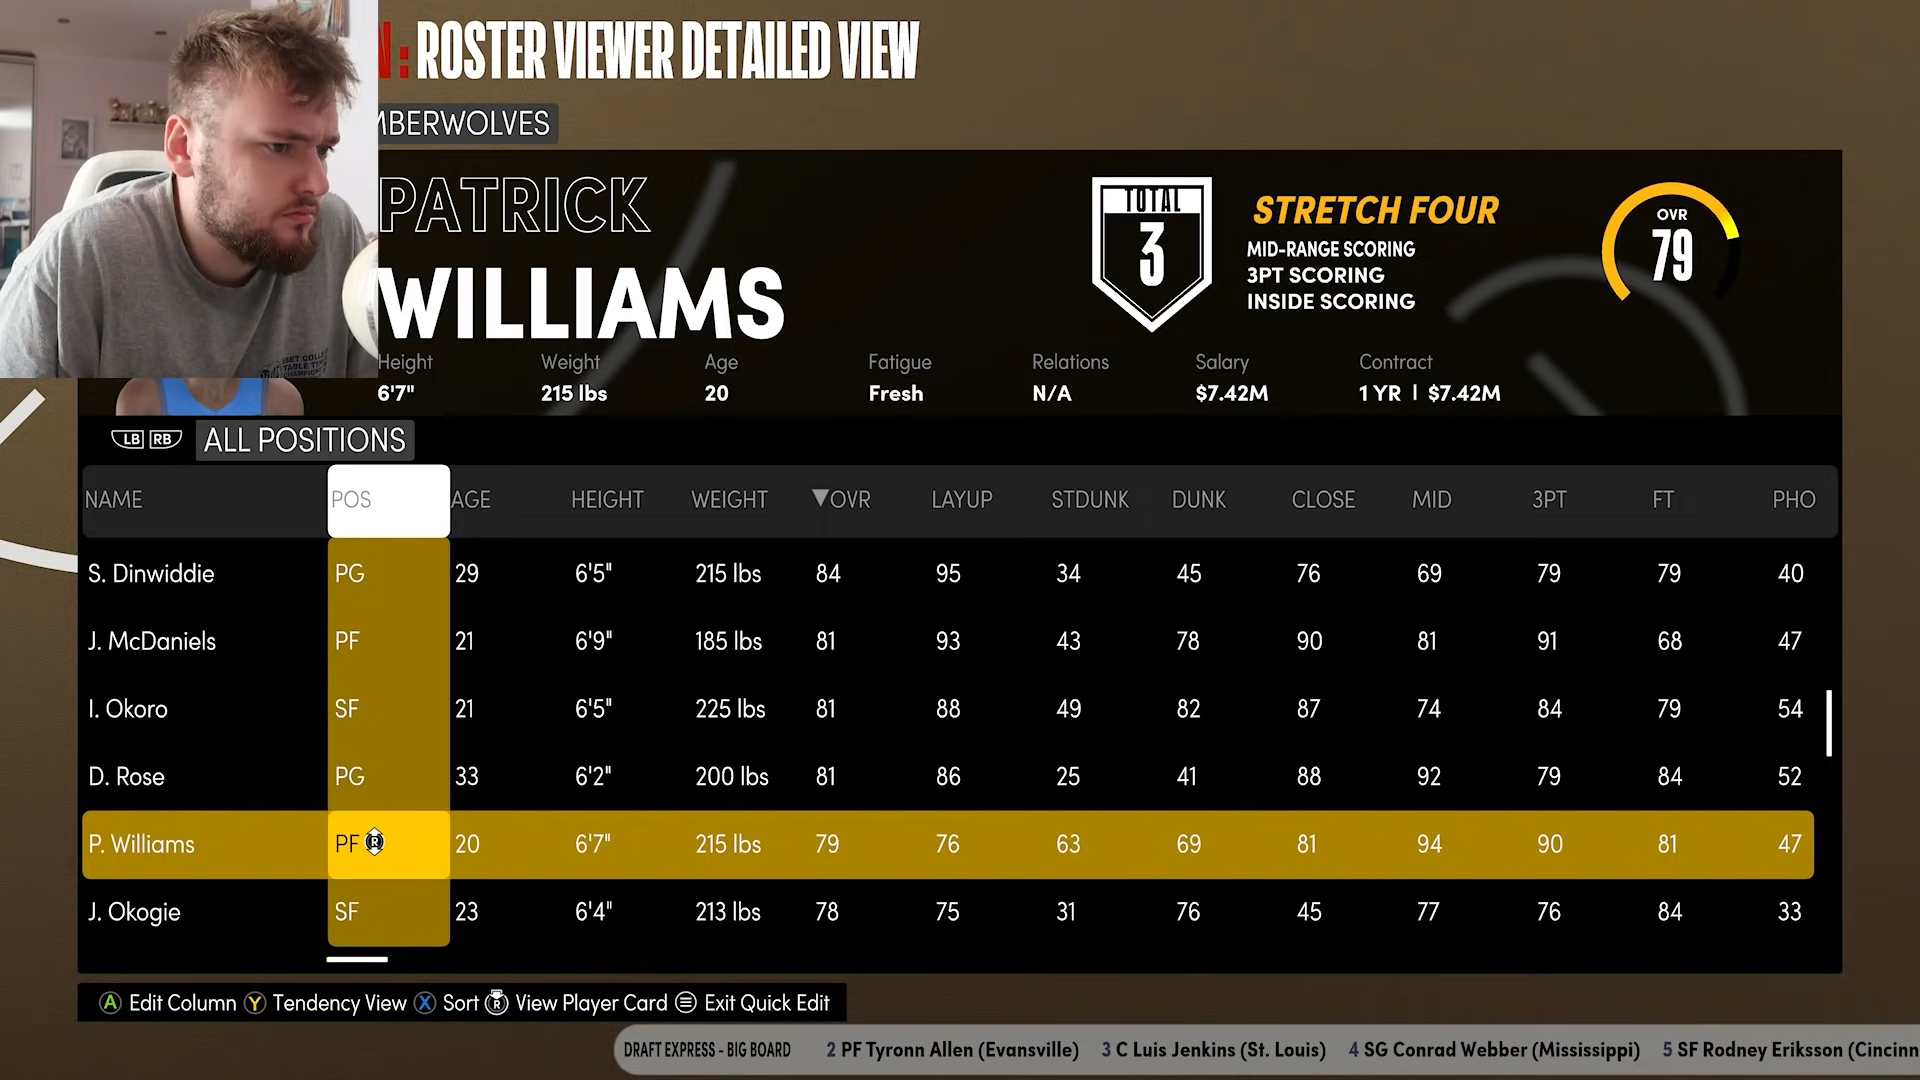 : ROSTER VIEWER DETAILED VIEW
MBERWOLVES
PATRICK
WILLIAMS
TOTAL
3
STRETCH FOUR
MID-RANGE SCORING
3PT SCORING
INSIDE SCORING
OVR
79
Height Weight Age Fatigue Relations Salary Contract
6'7" 215 lbs 20 Fresh N/A $7.42M 1 YR | $7.42M
LB RB ALL POSITIONS
NAME POS AGE HEIGHT WEIGHT ▼OVR LAYUP STDUNK DUNK CLOSE MID 3PT FT PHO
S. Dinwiddie PG 29 6'5" 215 lbs 84 95 34 45 76 69 79 79 40
J. McDaniels PF 21 6'9" 185 lbs 81 93 43 78 90 81 91 68 47
I. Okoro SF 21 6'5" 225 lbs 81 88 49 82 87 74 84 79 54
D. Rose PG 33 6'2" 200 lbs 81 86 25 41 88 92 79 84 52
P. Williams PF R 20 6'7" 215 lbs 79 76 63 69 81 94 90 81 47
J. Okogie SF 23 6'4" 213 lbs 78 75 31 76 45 77 76 84 33
A Edit Column Y Tendency View X Sort R View Player Card Exit Quick Edit
DRAFT EXPRESS - BIG BOARD 2 PF Tyronn Allen (Evansville) 3 C Luis Jenkins (St. Louis) 4 SG Conrad Webber (Mississippi) 5 SF Rodney Eriksson (Cincinn